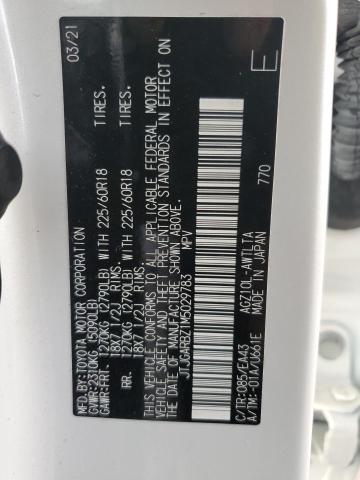 MFD.BY:TOYOTA MOTOR CORPORATION 03/21
GVWR:2310KG (5090LB)
GAWR:FRT. 1270KG (2790LB) WITH 225/60R18 TIRES.
18X7 1/2J RIMS.
RR. 1270KG (2790LB) WITH 225/60R18 TIRES.
18X7 1/2J RIMS.
THIS VEHICLE CONFORMS TO ALL APPLICABLE FEDERAL MOTOR
VEHICLE SAFETY AND THEFT PREVENTION STANDARDS IN EFFECT ON
THE DATE OF MANUFACTURE SHOWN ABOVE.
JTJGARBZ1M5029783 MPV
E
C/TR:085/EA43 AGZ10L-AWTLTA 770
A/TM:-01A/U661E MADE IN JAPAN